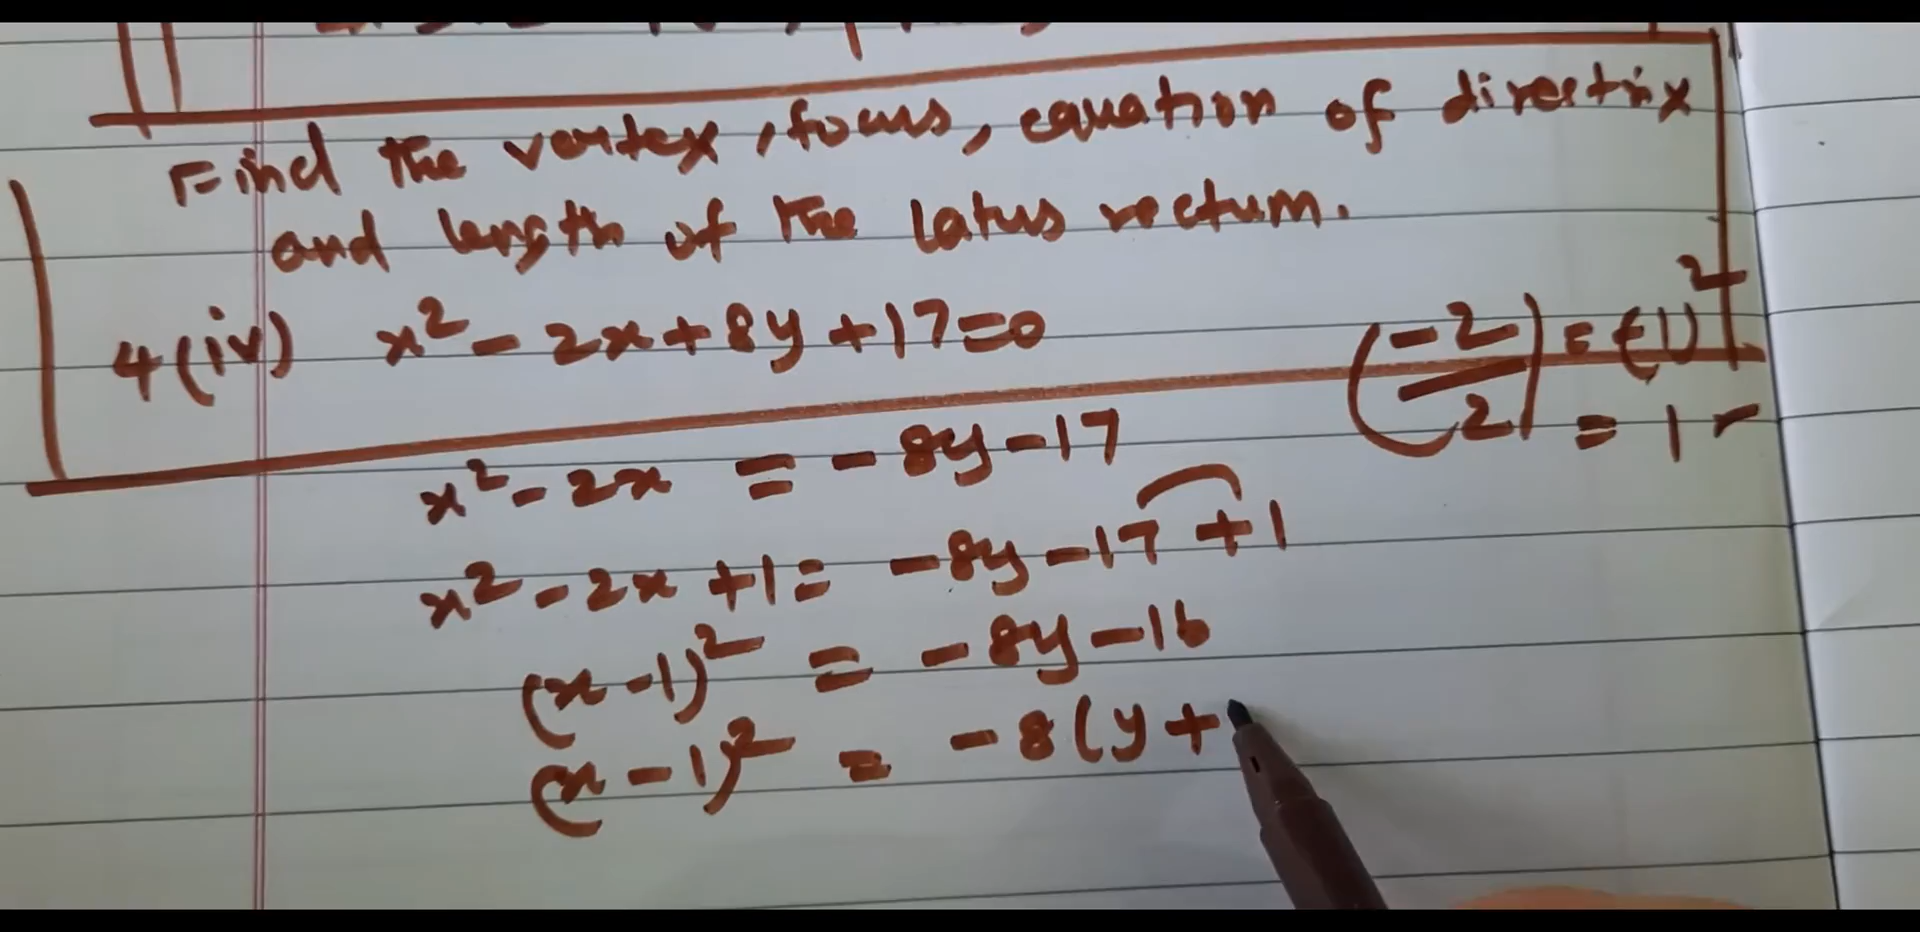 Find the vertex, focus, equation of directrix
and length of the latus rectum.
4(iv) x² - 2x + 8y + 17 = 0
(-2/2) = (-1)²
= 1
x² - 2x = - 8y - 17
x² - 2x + 1 = - 8y - 17 + 1
(x - 1)² = - 8y - 16
(x - 1)² = - 8(y +